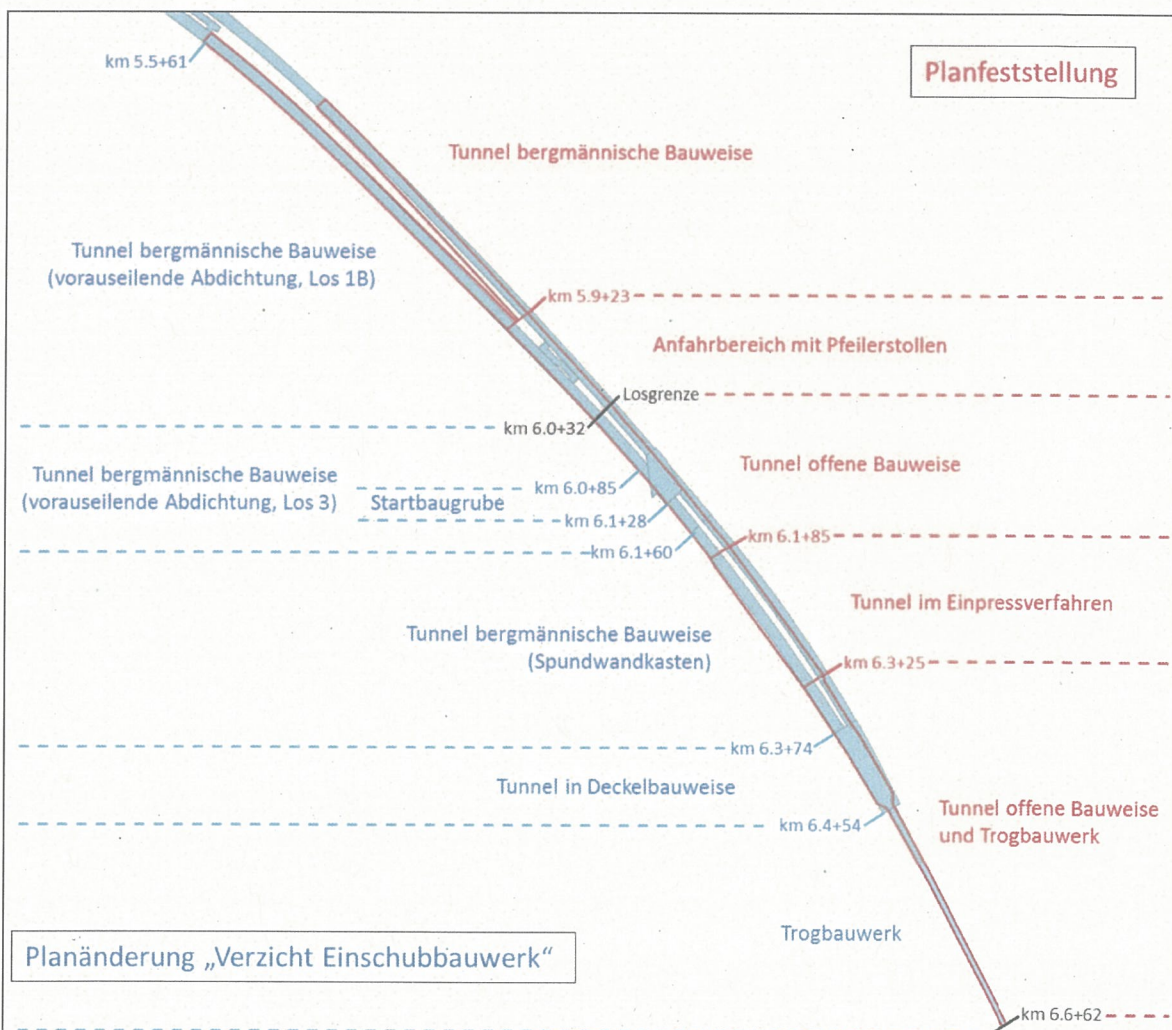 km 5.5+61
Planfeststellung
Tunnel bergmännische Bauweise
Tunnel bergmännische Bauweise
(vorauseilende Abdichtung, Los 1B)
km 5.9+23
Anfahrbereich mit Pfeilerstollen
Losgrenze
km 6.0+32
Tunnel offene Bauweise
Tunnel bergmännische Bauweise
(vorauseilende Abdichtung, Los 3)
km 6.0+85
Startbaugrube
km 6.1+28
km 6.1+85
km 6.1+60
Tunnel im Einpressverfahren
Tunnel bergmännische Bauweise
(Spundwandkasten)
km 6.3+25
km 6.3+74
Tunnel in Deckelbauweise
Tunnel offene Bauweise
und Trogbauwerk
km 6.4+54
Trogbauwerk
Planänderung „Verzicht Einschubbauwerk“
km 6.6+62